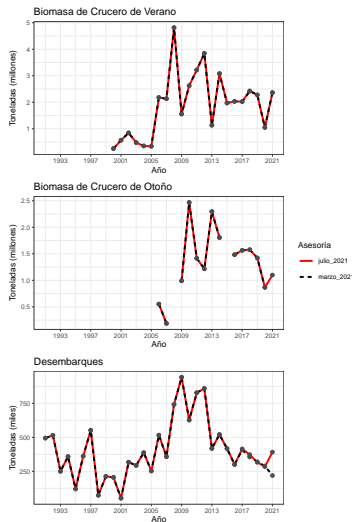 Biomasa de Crucero de Verano
Toneladas (millones)
5
4
3
2
1
1993 1997 2001 2005 2009 2013 2017 2021
Año
Biomasa de Crucero de Otoño
Toneladas (millones)
2.5
2.0
1.5
1.0
0.5
1993 1997 2001 2005 2009 2013 2017 2021
Año
Asesoría
julio_2021
marzo_202
Desembarques
Toneladas (miles)
750
500
250
1993 1997 2001 2005 2009 2013 2017 2021
Año